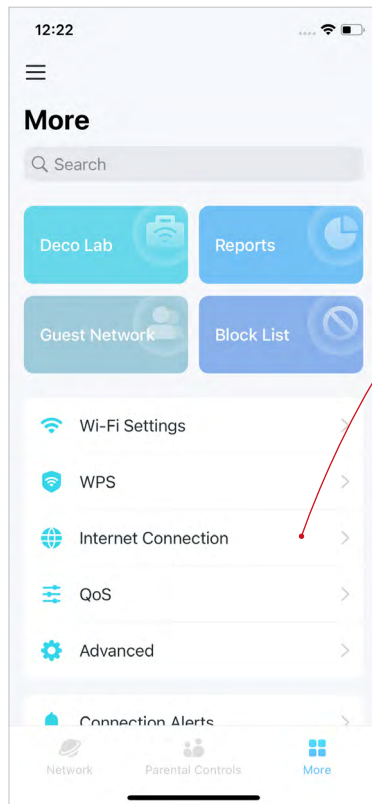 12:22
More
Search
Deco Lab
Reports
Guest Network
Block List
Wi-Fi Settings
WPS
Internet Connection
QoS
Advanced
Connection Alerts
Network
Parental Controls
More